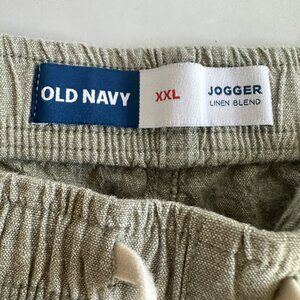 OLD NAVY
XXL
JOGGER
LINEN BLEND